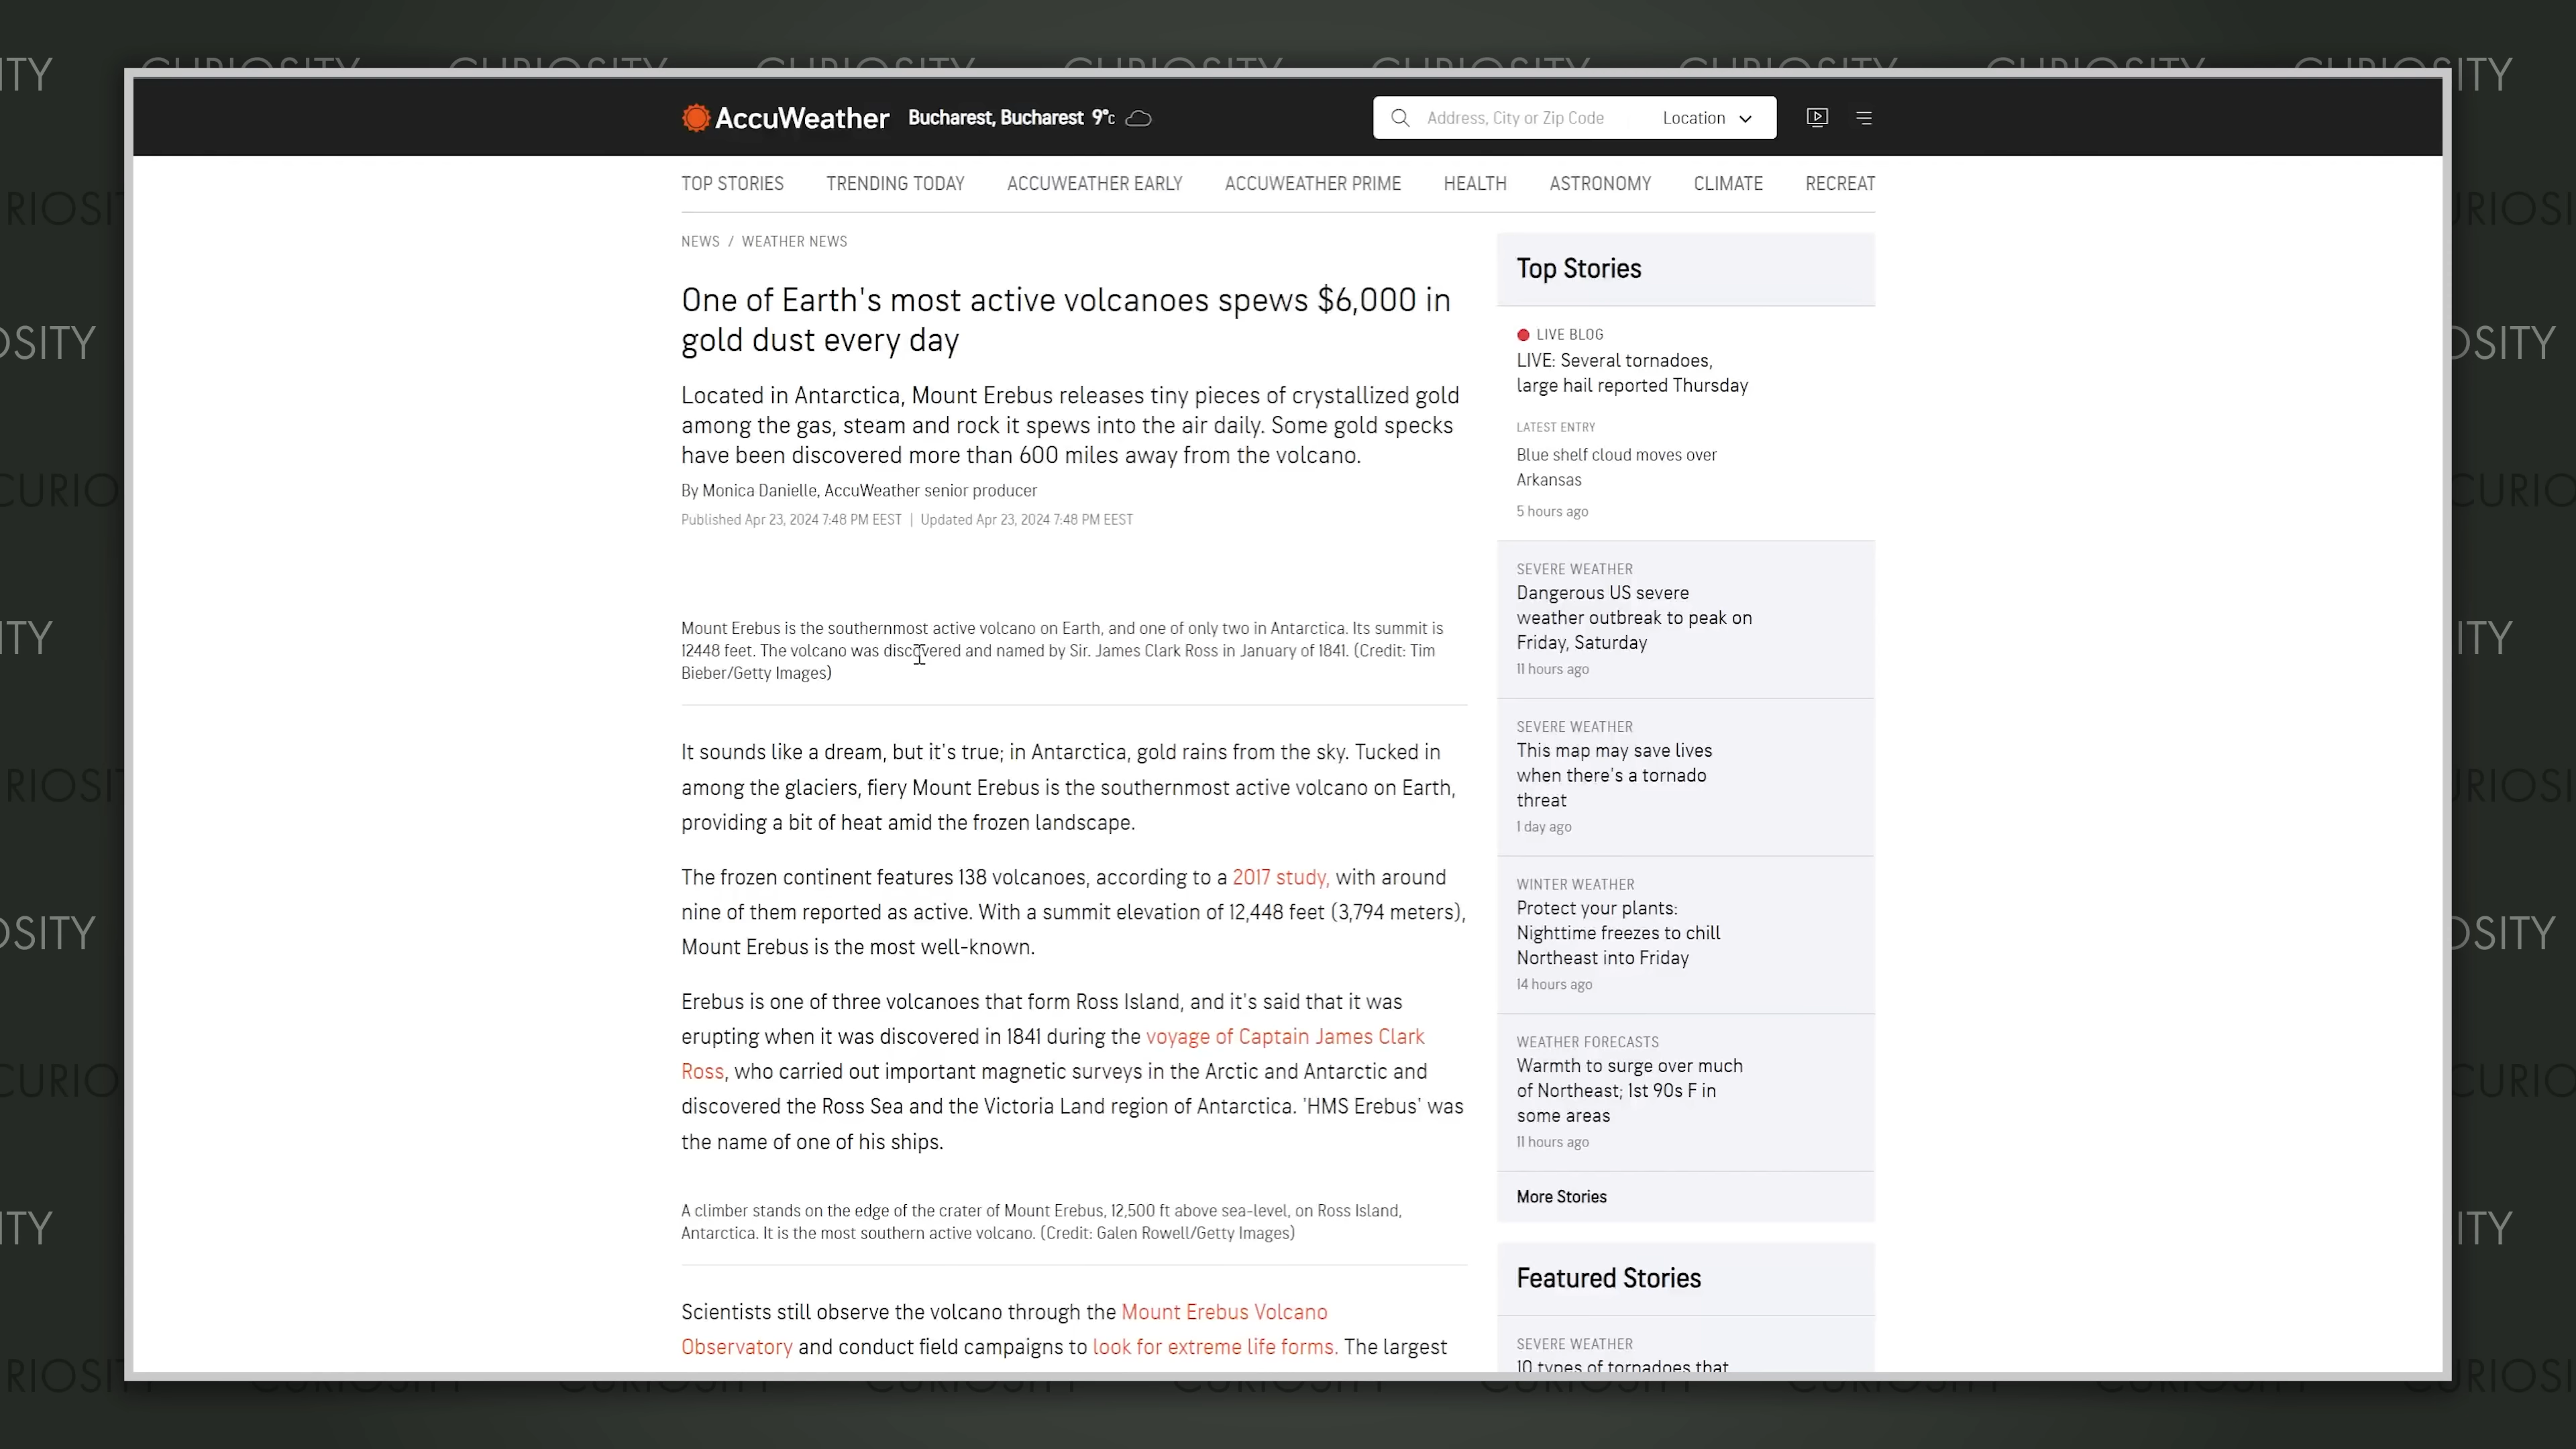 CURIOSITY CURIOSITY CURIOSITY CURIOSITY CURIOSITY CURIOSITY CURIOSITY
AccuWeather
Bucharest, Bucharest 9°c
Address, City or Zip Code
Location
TOP STORIES
TRENDING TODAY
ACCUWEATHER EARLY
ACCUWEATHER PRIME
HEALTH
ASTRONOMY
CLIMATE
RECREAT
NEWS / WEATHER NEWS
One of Earth's most active volcanoes spews $6,000 in
gold dust every day
Located in Antarctica, Mount Erebus releases tiny pieces of crystallized gold
among the gas, steam and rock it spews into the air daily. Some gold specks
have been discovered more than 600 miles away from the volcano.
By Monica Danielle, AccuWeather senior producer
Published Apr 23, 2024 7:48 PM EEST | Updated Apr 23, 2024 7:48 PM EEST
Mount Erebus is the southernmost active volcano on Earth, and one of only two in Antarctica. Its summit is
12448 feet. The volcano was discovered and named by Sir. James Clark Ross in January of 1841. (Credit: Tim
Bieber/Getty Images)
It sounds like a dream, but it's true; in Antarctica, gold rains from the sky. Tucked in
among the glaciers, fiery Mount Erebus is the southernmost active volcano on Earth,
providing a bit of heat amid the frozen landscape.
The frozen continent features 138 volcanoes, according to a 2017 study, with around
nine of them reported as active. With a summit elevation of 12,448 feet (3,794 meters),
Mount Erebus is the most well-known.
Erebus is one of three volcanoes that form Ross Island, and it's said that it was
erupting when it was discovered in 1841 during the voyage of Captain James Clark
Ross, who carried out important magnetic surveys in the Arctic and Antarctic and
discovered the Ross Sea and the Victoria Land region of Antarctica. 'HMS Erebus' was
the name of one of his ships.
A climber stands on the edge of the crater of Mount Erebus, 12,500 ft above sea-level, on Ross Island,
Antarctica. It is the most southern active volcano. (Credit: Galen Rowell/Getty Images)
Scientists still observe the volcano through the Mount Erebus Volcano
Observatory and conduct field campaigns to look for extreme life forms. The largest
Top Stories
LIVE BLOG
LIVE: Several tornadoes,
large hail reported Thursday
LATEST ENTRY
Blue shelf cloud moves over
Arkansas
5 hours ago
SEVERE WEATHER
Dangerous US severe
weather outbreak to peak on
Friday, Saturday
11 hours ago
SEVERE WEATHER
This map may save lives
when there's a tornado
threat
1 day ago
WINTER WEATHER
Protect your plants:
Nighttime freezes to chill
Northeast into Friday
14 hours ago
WEATHER FORECASTS
Warmth to surge over much
of Northeast; 1st 90s F in
some areas
11 hours ago
More Stories
Featured Stories
SEVERE WEATHER
10 types of tornadoes that